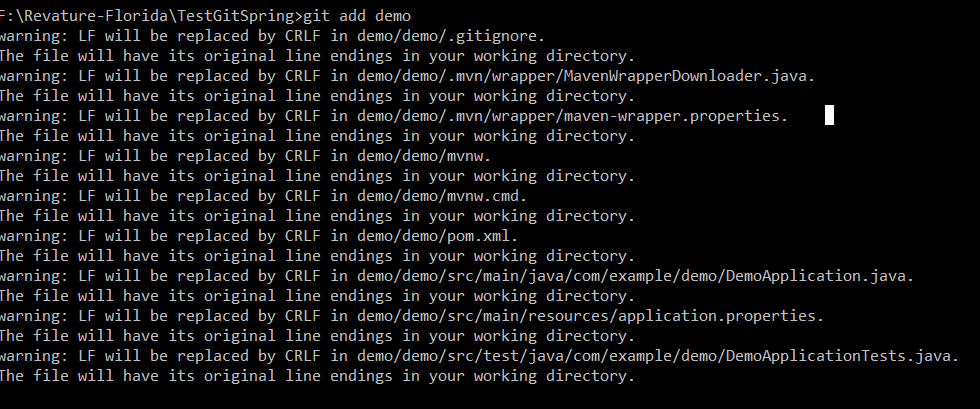 F:\Revature-Florida\TestGitSpring>git add demo
warning: LF will be replaced by CRLF in demo/demo/.gitignore.
The file will have its original line endings in your working directory.
warning: LF will be replaced by CRLF in demo/demo/.mvn/wrapper/MavenWrapperDownloader.java.
The file will have its original line endings in your working directory.
warning: LF will be replaced by CRLF in demo/demo/.mvn/wrapper/maven-wrapper.properties.
The file will have its original line endings in your working directory.
warning: LF will be replaced by CRLF in demo/demo/mvnw.
The file will have its original line endings in your working directory.
warning: LF will be replaced by CRLF in demo/demo/mvnw.cmd.
The file will have its original line endings in your working directory.
warning: LF will be replaced by CRLF in demo/demo/pom.xml.
The file will have its original line endings in your working directory.
warning: LF will be replaced by CRLF in demo/demo/src/main/java/com/example/demo/DemoApplication.java.
The file will have its original line endings in your working directory.
warning: LF will be replaced by CRLF in demo/demo/src/main/resources/application.properties.
The file will have its original line endings in your working directory.
warning: LF will be replaced by CRLF in demo/demo/src/test/java/com/example/demo/DemoApplicationTests.java.
The file will have its original line endings in your working directory.